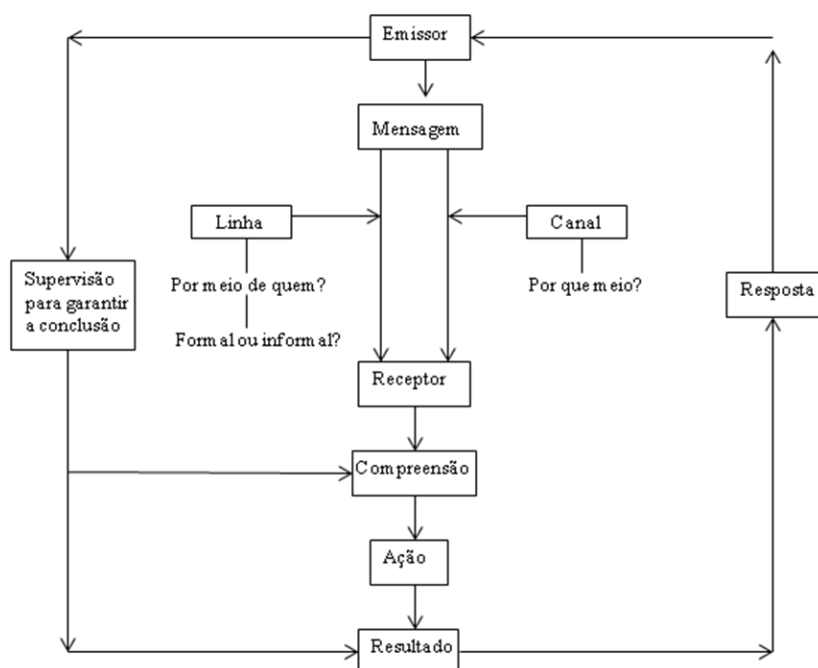 Emissor
Mensagem
Linha
Canal
Por meio de quem?
Por que meio?
Formal ou informal?
Supervisão
para garantir
a conclusão
Resposta
Receptor
Compreensão
Ação
Resultado